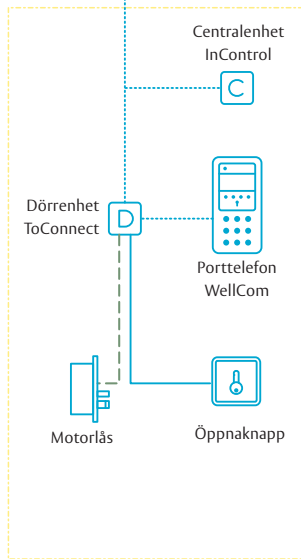 Centralenhet
InControl
C
Dörrenhet
ToConnect
D
Porttelefon
WellCom
Motorlås
Öppnaknapp